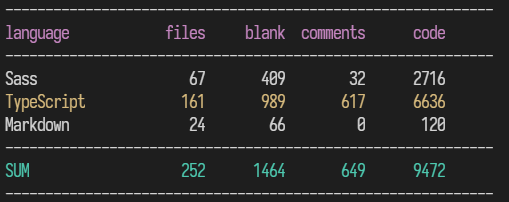 --------------------------------------------------------------
language            files     blank  comments      code
--------------------------------------------------------------
Sass                   67       409        32      2716
TypeScript            161       989       617      6636
Markdown               24        66         0       120
--------------------------------------------------------------
SUM                   252      1464       649      9472
--------------------------------------------------------------